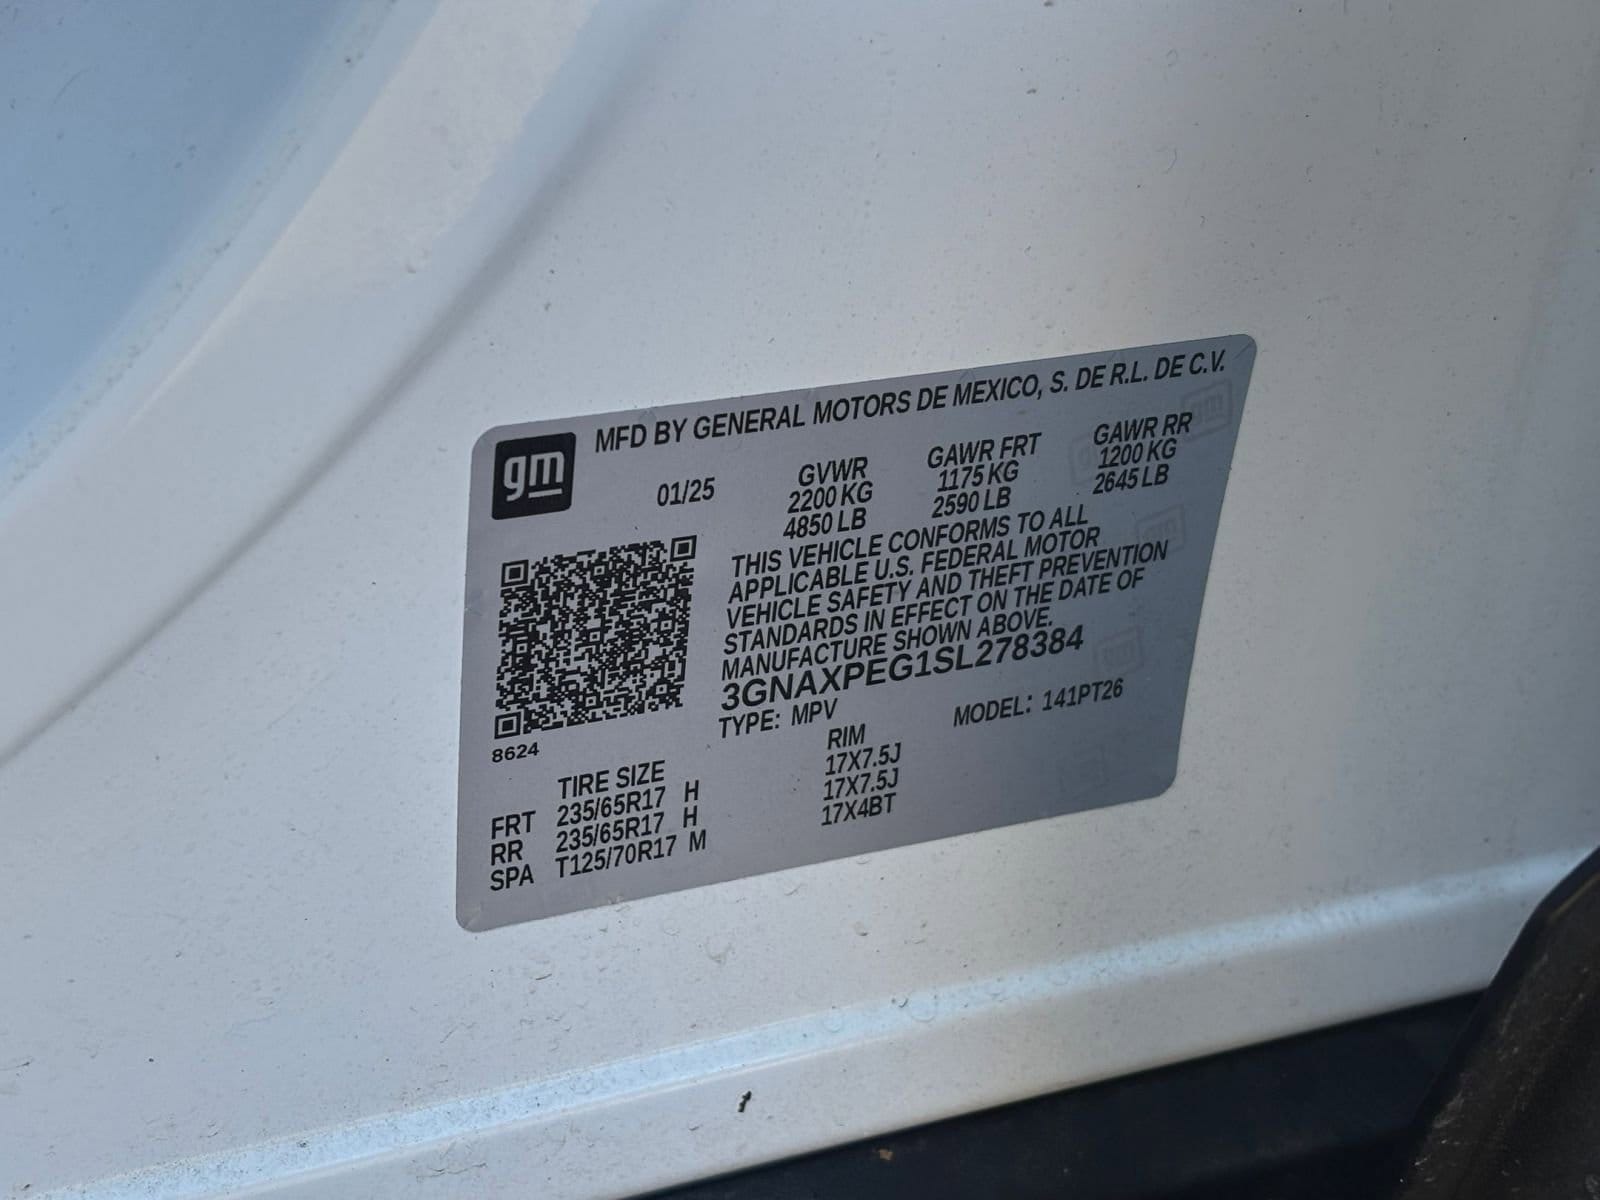 gm
MFD BY GENERAL MOTORS DE MEXICO, S. DE R.L. DE C.V.
01/25
GVWR
2200 KG
4850 LB
GAWR FRT
1175 KG
2590 LB
GAWR RR
1200 KG
2645 LB
THIS VEHICLE CONFORMS TO ALL
APPLICABLE U.S. FEDERAL MOTOR
VEHICLE SAFETY AND THEFT PREVENTION
STANDARDS IN EFFECT ON THE DATE OF
MANUFACTURE SHOWN ABOVE.
3GNAXPEG1SL278384
TYPE: MPV MODEL: 141PT26
8624
TIRE SIZE RIM
FRT 235/65R17 H 17X7.5J
RR 235/65R17 H 17X7.5J
SPA T125/70R17 M 17X4BT